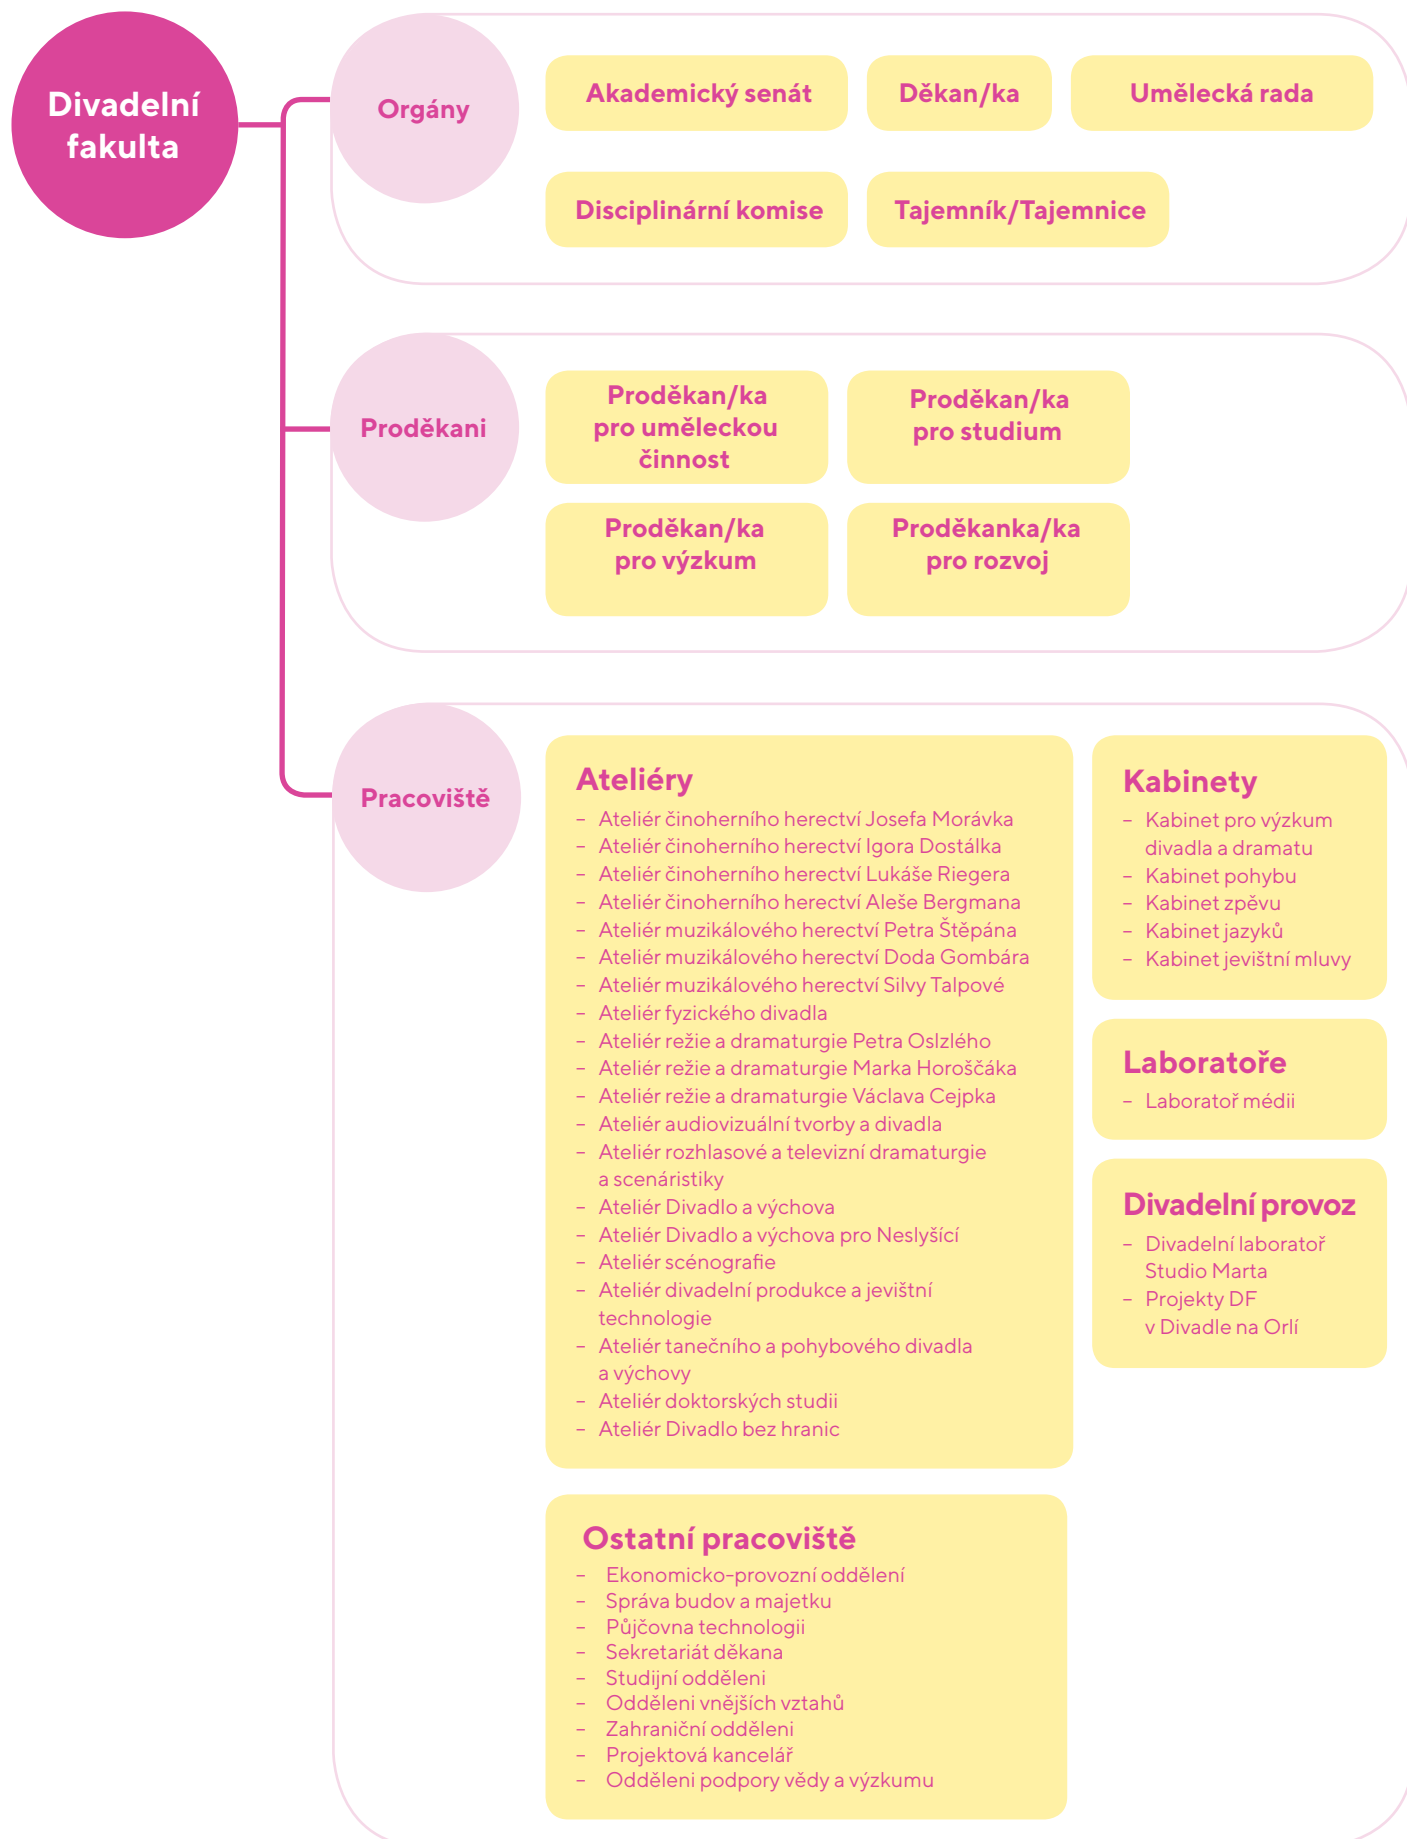 Divadelní
fakulta
Orgány
Akademický senát
Děkan/ka
Umělecká rada
Disciplinární komise
Tajemník/Tajemnice
Proděkani
Proděkan/ka
pro uměleckou
činnost
Proděkan/ka
pro studium
Proděkan/ka
pro výzkum
Proděkanka/ka
pro rozvoj
Pracoviště
Ateliéry
– Ateliér činoherního herectví Josefa Morávka
– Ateliér činoherního herectví Igora Dostálka
– Ateliér činoherního herectví Lukáše Riegera
– Ateliér činoherního herectví Aleše Bergmana
– Ateliér muzikálového herectví Petra Štěpána
– Ateliér muzikálového herectví Doda Gombára
– Ateliér muzikálového herectví Silvy Talpové
– Ateliér fyzického divadla
– Ateliér režie a dramaturgie Petra Oslzlého
– Ateliér režie a dramaturgie Marka Horoščáka
– Ateliér režie a dramaturgie Václava Cejpka
– Ateliér audiovizuální tvorby a divadla
– Ateliér rozhlasové a televizní dramaturgie
a scenáristiky
– Ateliér Divadlo a výchova
– Ateliér Divadlo a výchova pro Neslyšící
– Ateliér scénografie
– Ateliér divadelní produkce a jevištní
technologie
– Ateliér tanečního a pohybového divadla
a výchovy
– Ateliér doktorských studii
– Ateliér Divadlo bez hranic
Kabinety
– Kabinet pro výzkum
divadla a dramatu
– Kabinet pohybu
– Kabinet zpěvu
– Kabinet jazyků
– Kabinet jevištní mluvy
Laboratoře
– Laboratoř médii
Divadelní provoz
– Divadelní laboratoř
Studio Marta
– Projekty DF
v Divadle na Orlí
Ostatní pracoviště
– Ekonomicko-provozní oddělení
– Správa budov a majetku
– Půjčovna technologii
– Sekretariát děkana
– Studijní odděleni
– Odděleni vnějších vztahů
– Zahraniční odděleni
– Projektová kancelář
– Odděleni podpory vědy a výzkumu